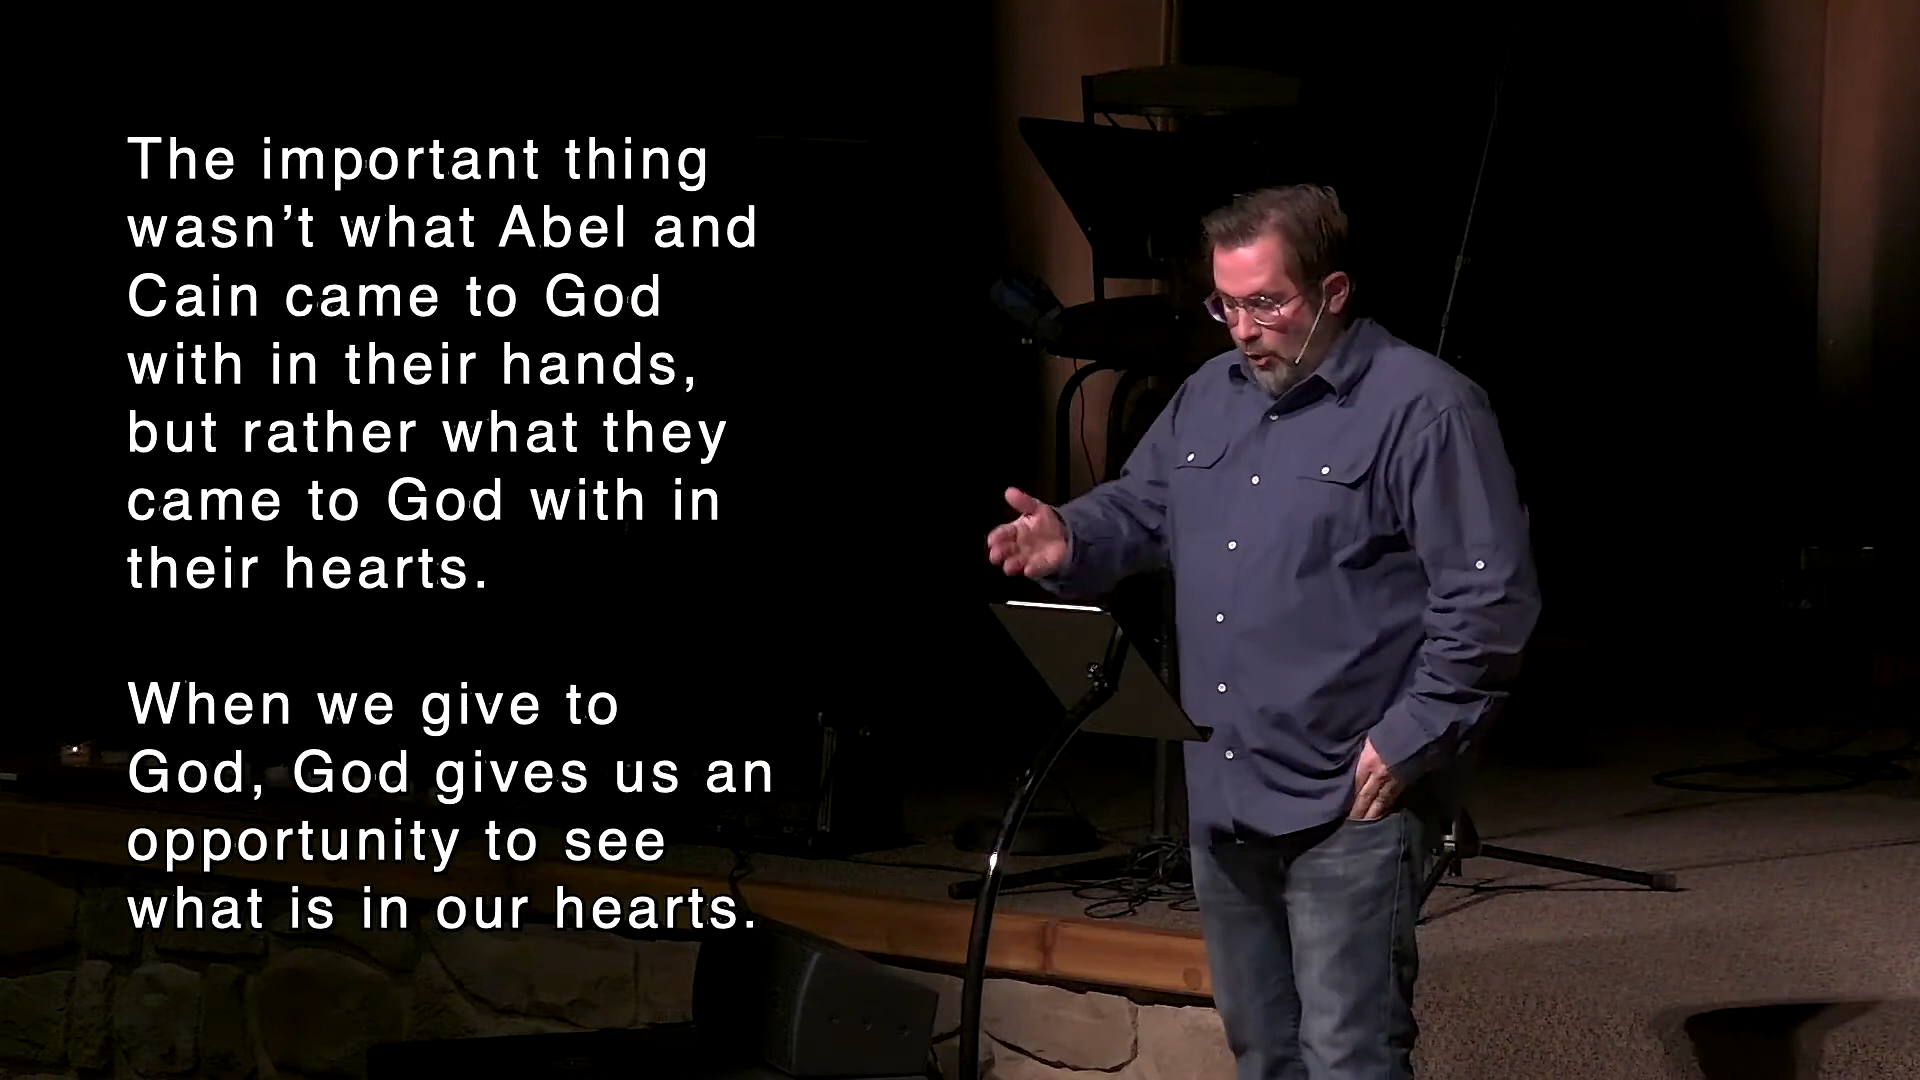 The important thing
wasn’t what Abel and
Cain came to God
with in their hands,
but rather what they
came to God with in
their hearts.
When we give to
God, God gives us an
opportunity to see
what is in our hearts.